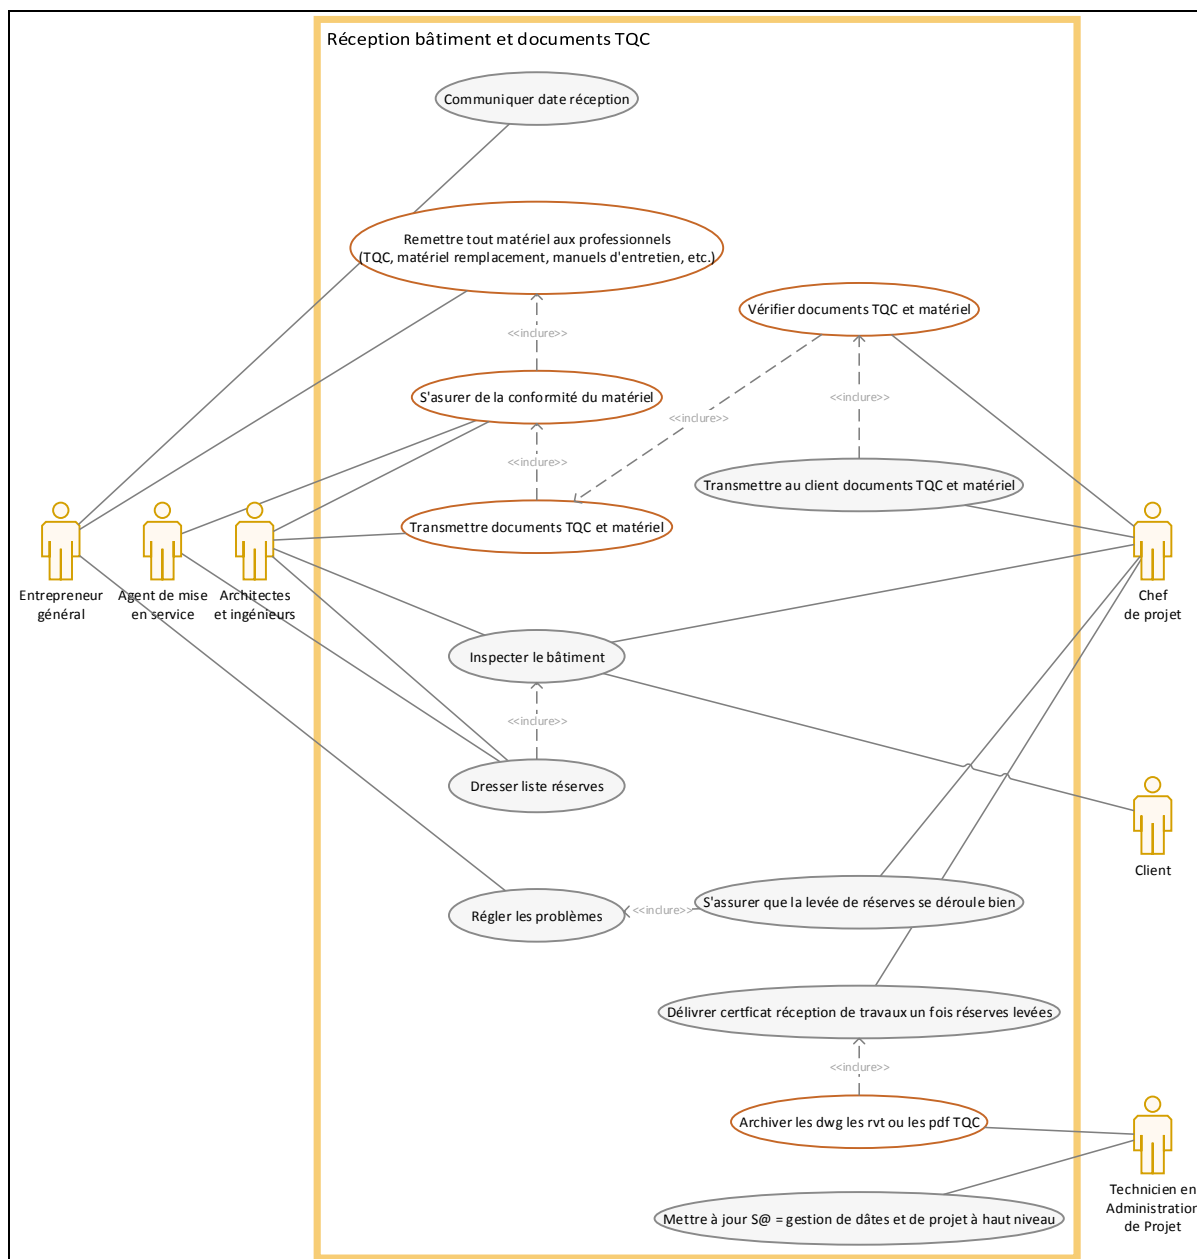 Réception bâtiment et documents TQC
Communiquer date réception
Remettre tout matériel aux professionnels
(TQC, matériel remplacement, manuels d'entretien, etc.)
<<inclure>>
Vérifier documents TQC et matériel
S'asurer de la conformité du matériel
<<inclure>>
<<inclure>>
<<inclure>>
Transmettre au client documents TQC et matériel
Transmettre documents TQC et matériel
Entrepreneur
général
Agent de mise
en service
Architectes
et ingénieurs
Chef
de projet
Inspecter le bâtiment
<<inclure>>
Dresser liste réserves
Client
S'assurer que la levée de réserves se déroule bien
<<inclure>>
Régler les problèmes
Délivrer certficat réception de travaux un fois réserves levées
<<inclure>>
Archiver les dwg les rvt ou les pdf TQC
Technicien en
Administration
de Projet
Mettre à jour S@ = gestion de dâtes et de projet à haut niveau